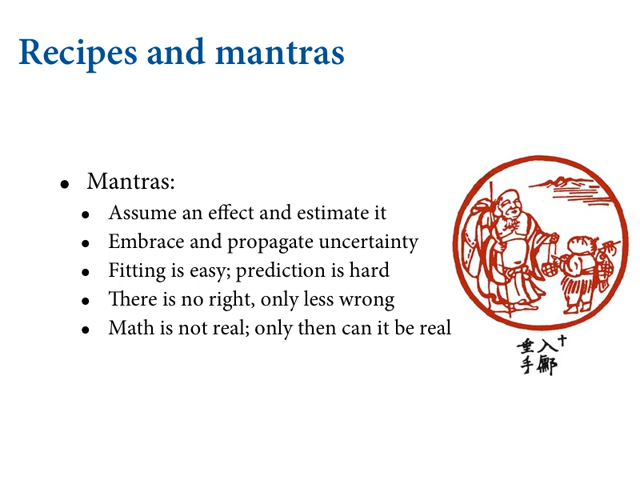 Recipes and mantras
• Mantras:
• Assume an effect and estimate it
• Embrace and propagate uncertainty
• Fitting is easy; prediction is hard
• There is no right, only less wrong
• Math is not real; only then can it be real
十
入鄽
垂手